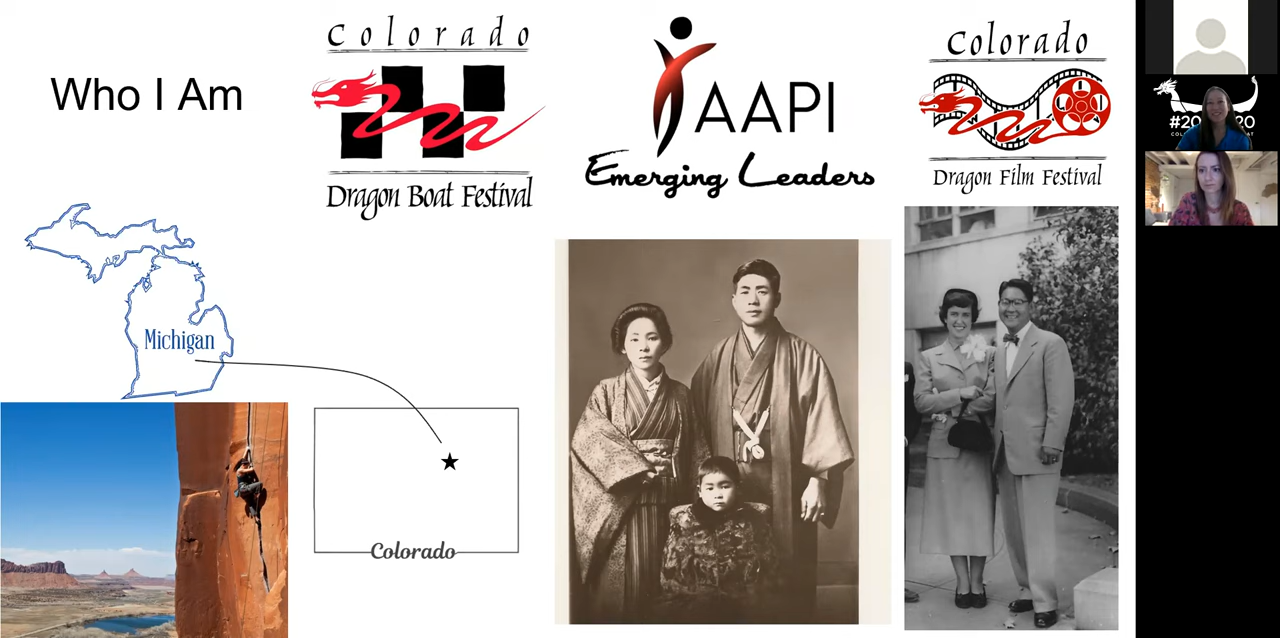 Who I Am
Colorado
Dragon Boat Festival
AAPI
Emerging Leaders
Colorado
Dragon Film Festival
Michigan
Colorado